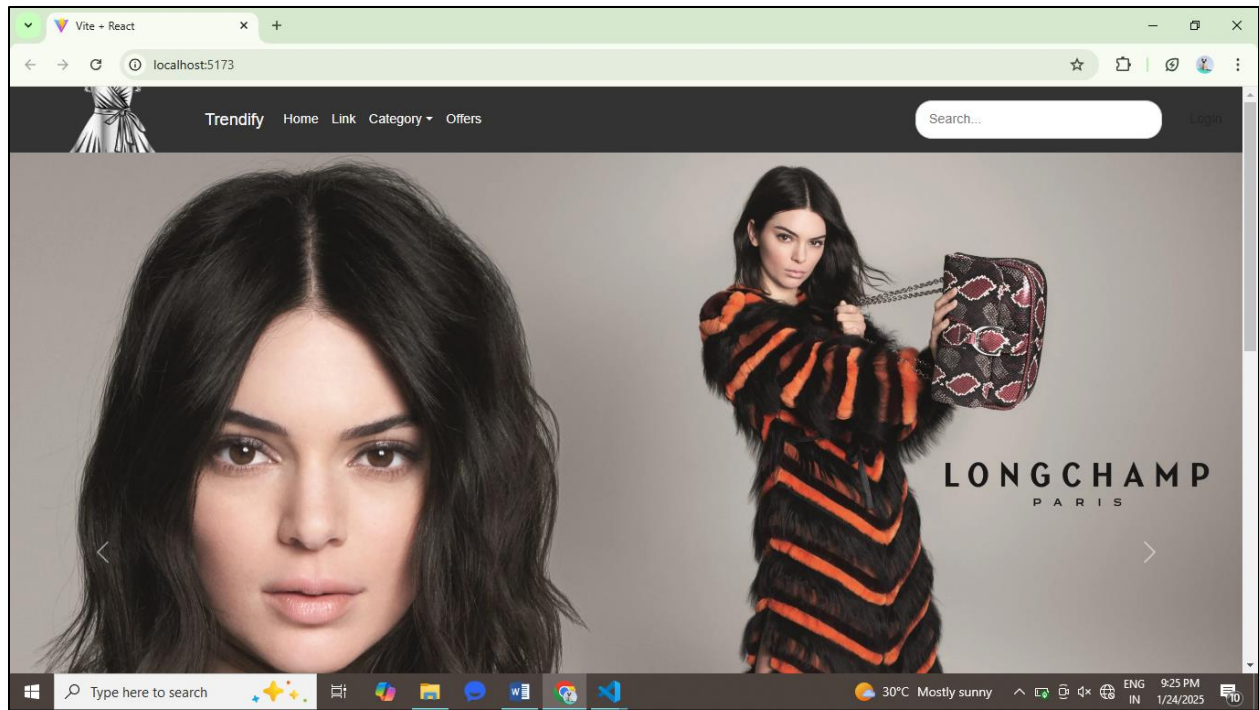 Vite + React
localhost:5173
Trendify Home Link Category Offers Search... Login
LONGCHAMP
PARIS
Type here to search 30°C Mostly sunny ENG 9:25 PM
IN 1/24/2025 10